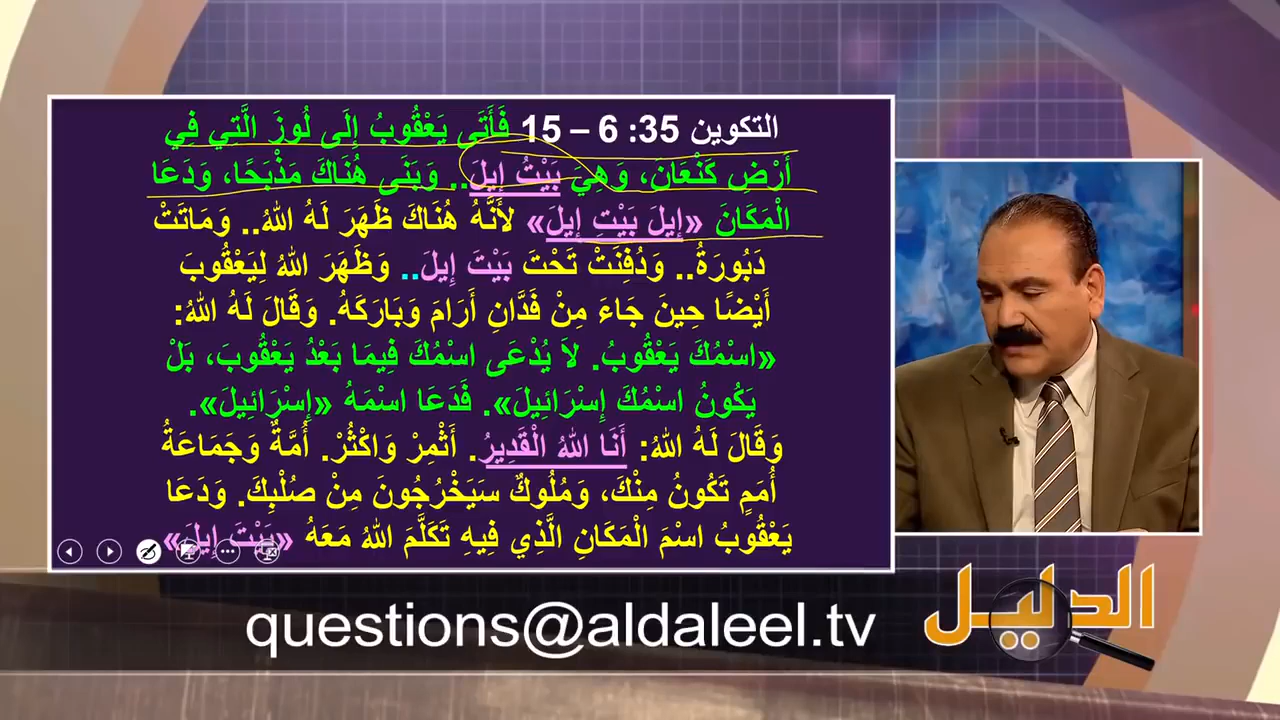 التكوين 35: 6 – 15 فَأَتَى يَعْقُوبُ إِلَى لُوزَ الَّتِي فِي
أَرْضِ كَنْعَانَ، وَهِيَ بَيْتُ إِيلَ.. وَبَنَى هُنَاكَ مَذْبَحًا، وَدَعَا
الْمَكَانَ «إِيلَ بَيْتِ إِيلَ» لأَنَّهُ هُنَاكَ ظَهَرَ لَهُ اللهُ.. وَمَاتَتْ
دَبُورَةُ.. وَدُفِنَتْ تَحْتَ بَيْتَ إِيلَ.. وَظَهَرَ اللهُ لِيَعْقُوبَ
أَيْضًا حِينَ جَاءَ مِنْ فَدَّانِ أَرَامَ وَبَارَكَهُ. وَقَالَ لَهُ اللهُ:
«اسْمُكَ يَعْقُوبُ. لاَ يُدْعَى اسْمُكَ فِيمَا بَعْدُ يَعْقُوبَ، بَلْ
يَكُونُ اسْمُكَ إِسْرَائِيلَ». فَدَعَا اسْمَهُ «إِسْرَائِيلَ».
وَقَالَ لَهُ اللهُ: أَنَا اللهُ الْقَدِيرُ. أَثْمِرْ وَاكْثُرْ. أُمَّةٌ وَجَمَاعَةُ
أُمَمٍ تَكُونُ مِنْكَ، وَمُلُوكٌ سَيَخْرُجُونَ مِنْ صُلْبِكَ. وَدَعَا
يَعْقُوبُ اسْمَ الْمَكَانِ الَّذِي فِيهِ تَكَلَّمَ اللهُ مَعَهُ «بَيْتَ إِيلَ»
questions@aldaleel.tv
الدليل